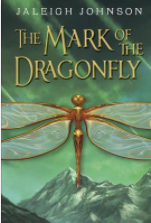 JALEIGH JOHNSON
THE MARK
OF THE
DRAGONFLY